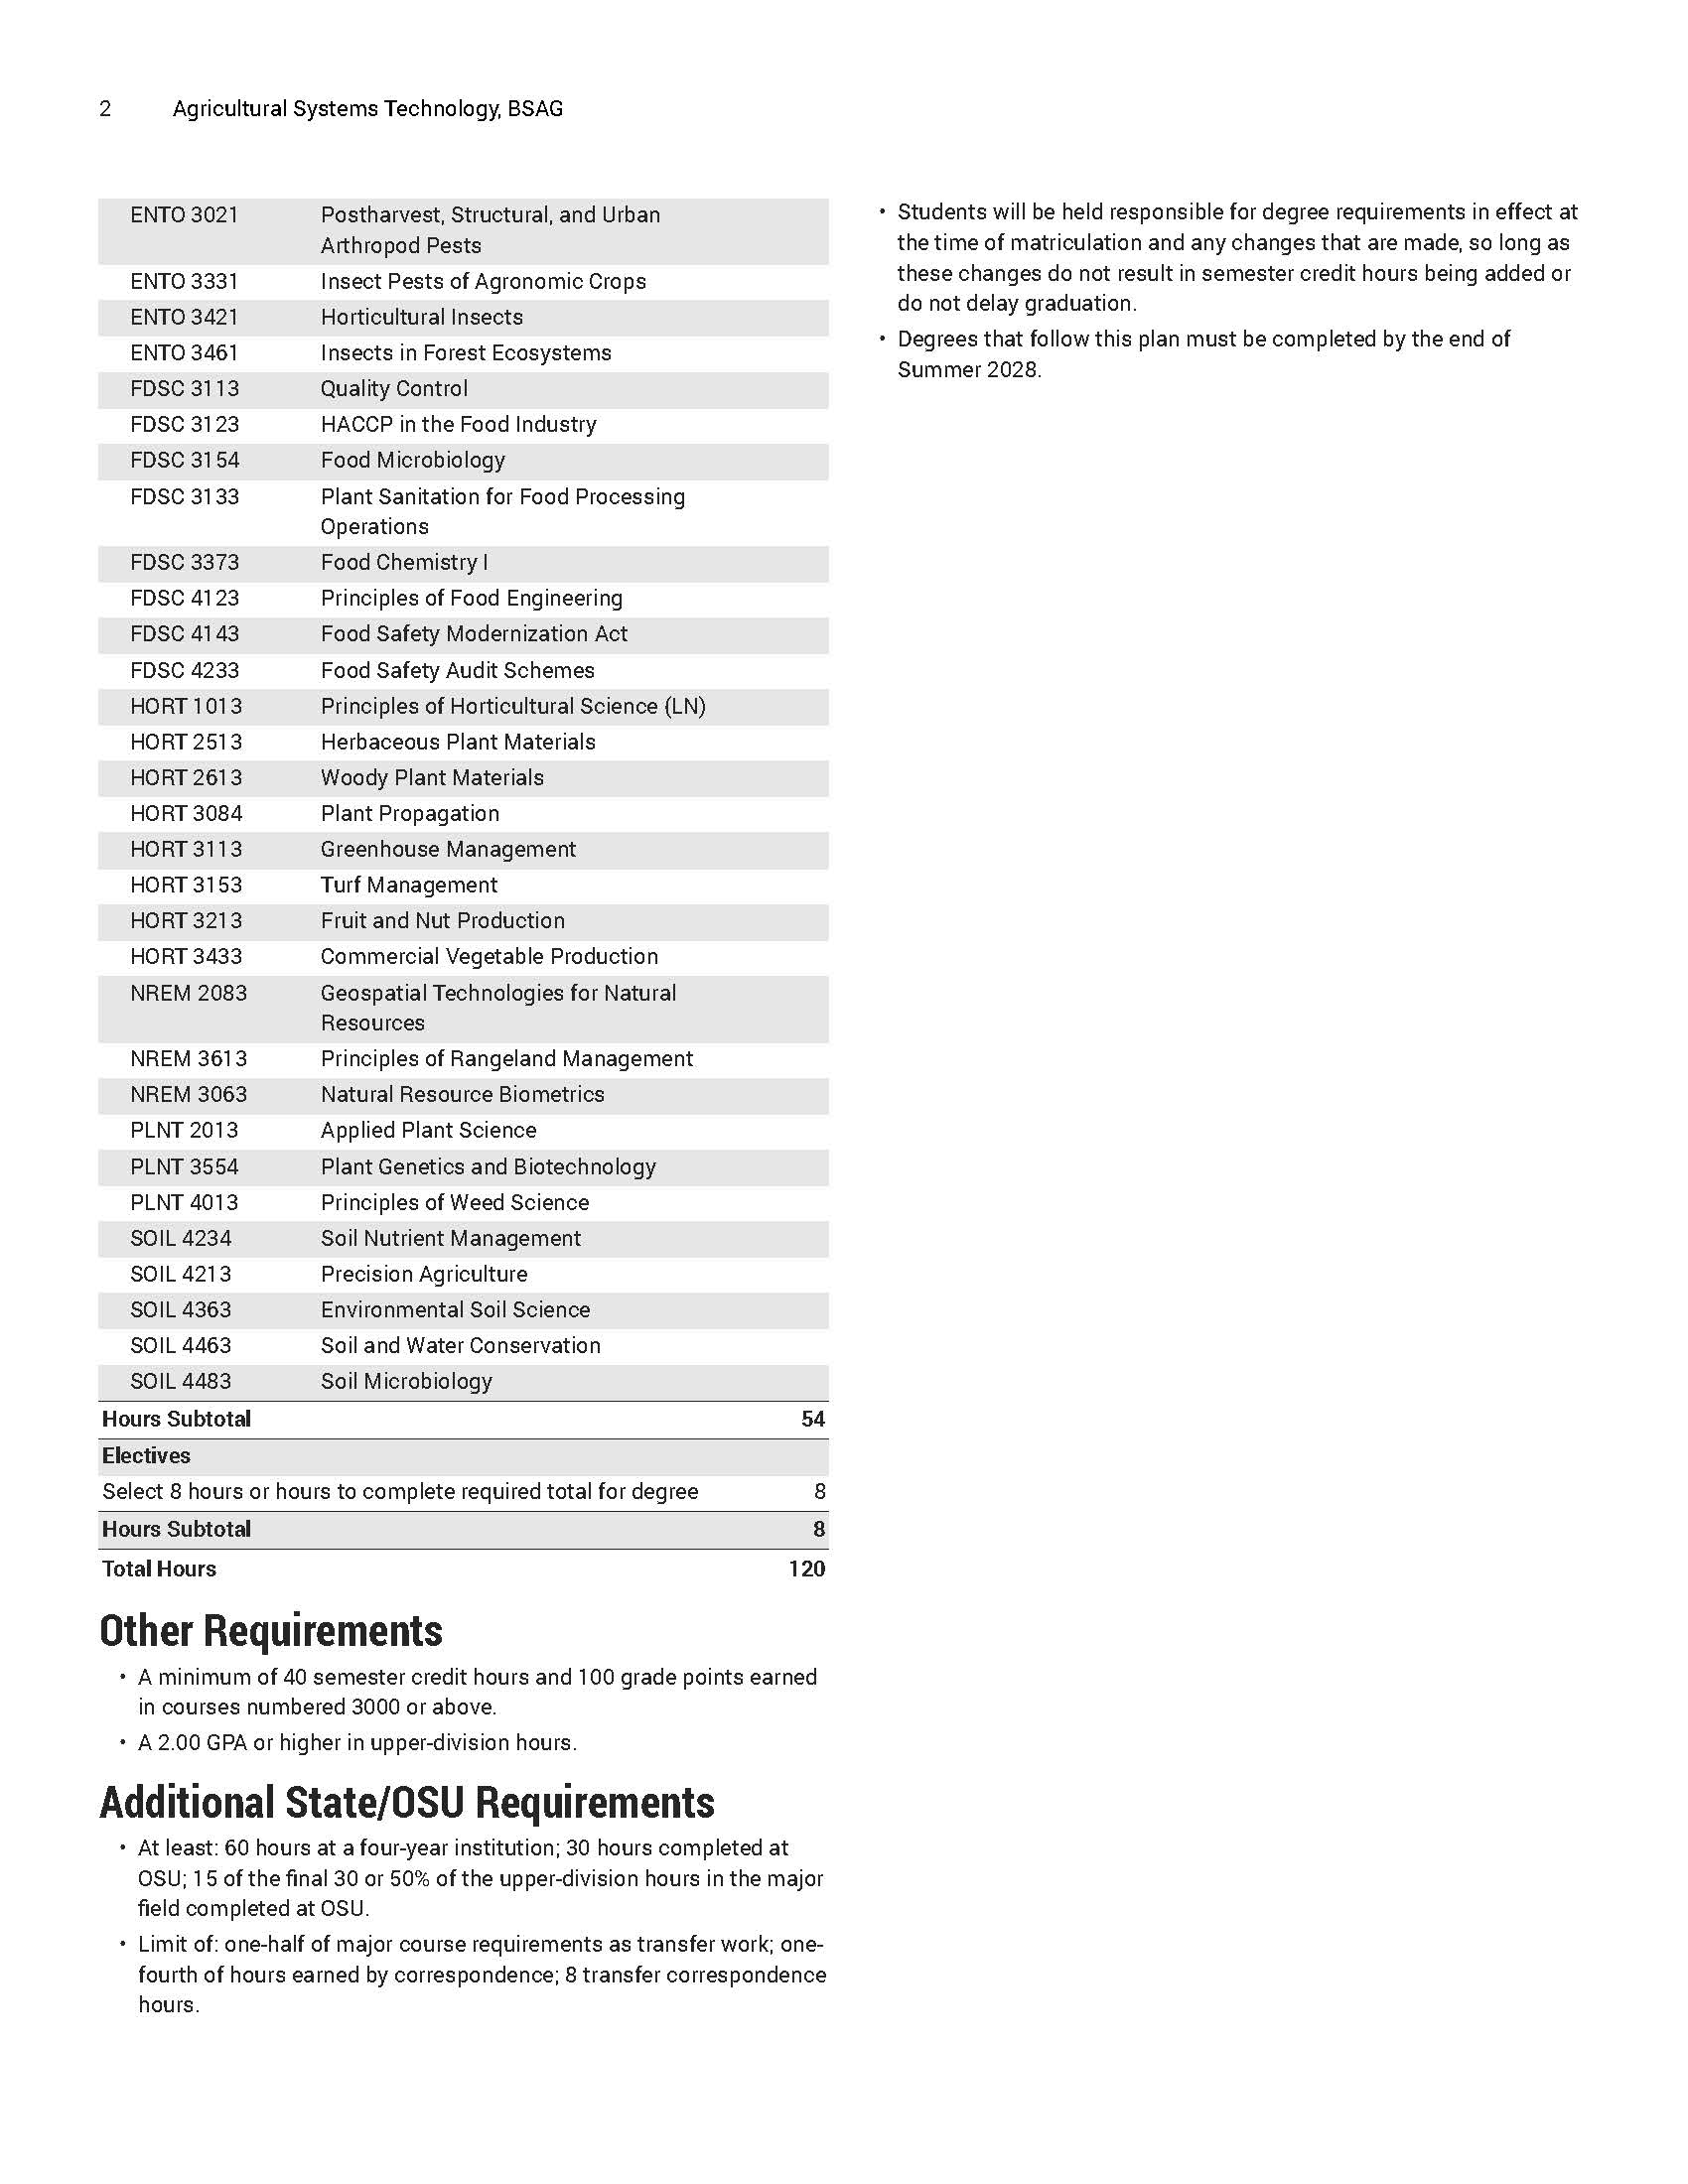 2 Agricultural Systems Technology, BSAG
ENTO 3021 Postharvest, Structural, and Urban
Arthropod Pests
ENTO 3331 Insect Pests of Agronomic Crops
ENTO 3421 Horticultural Insects
ENTO 3461 Insects in Forest Ecosystems
FDSC 3113 Quality Control
FDSC 3123 HACCP in the Food Industry
FDSC 3154 Food Microbiology
FDSC 3133 Plant Sanitation for Food Processing
Operations
FDSC 3373 Food Chemistry I
FDSC 4123 Principles of Food Engineering
FDSC 4143 Food Safety Modernization Act
FDSC 4233 Food Safety Audit Schemes
HORT 1013 Principles of Horticultural Science (LN)
HORT 2513 Herbaceous Plant Materials
HORT 2613 Woody Plant Materials
HORT 3084 Plant Propagation
HORT 3113 Greenhouse Management
HORT 3153 Turf Management
HORT 3213 Fruit and Nut Production
HORT 3433 Commercial Vegetable Production
NREM 2083 Geospatial Technologies for Natural
Resources
NREM 3613 Principles of Rangeland Management
NREM 3063 Natural Resource Biometrics
PLNT 2013 Applied Plant Science
PLNT 3554 Plant Genetics and Biotechnology
PLNT 4013 Principles of Weed Science
SOIL 4234 Soil Nutrient Management
SOIL 4213 Precision Agriculture
SOIL 4363 Environmental Soil Science
SOIL 4463 Soil and Water Conservation
SOIL 4483 Soil Microbiology
Hours Subtotal 54
Electives
Select 8 hours or hours to complete required total for degree 8
Hours Subtotal 8
Total Hours 120
Other Requirements
• A minimum of 40 semester credit hours and 100 grade points earned
in courses numbered 3000 or above.
• A 2.00 GPA or higher in upper-division hours.
Additional State/OSU Requirements
• At least: 60 hours at a four-year institution; 30 hours completed at
OSU; 15 of the final 30 or 50% of the upper-division hours in the major
field completed at OSU.
• Limit of: one-half of major course requirements as transfer work; one-
fourth of hours earned by correspondence; 8 transfer correspondence
hours.
• Students will be held responsible for degree requirements in effect at
the time of matriculation and any changes that are made, so long as
these changes do not result in semester credit hours being added or
do not delay graduation.
• Degrees that follow this plan must be completed by the end of
Summer 2028.